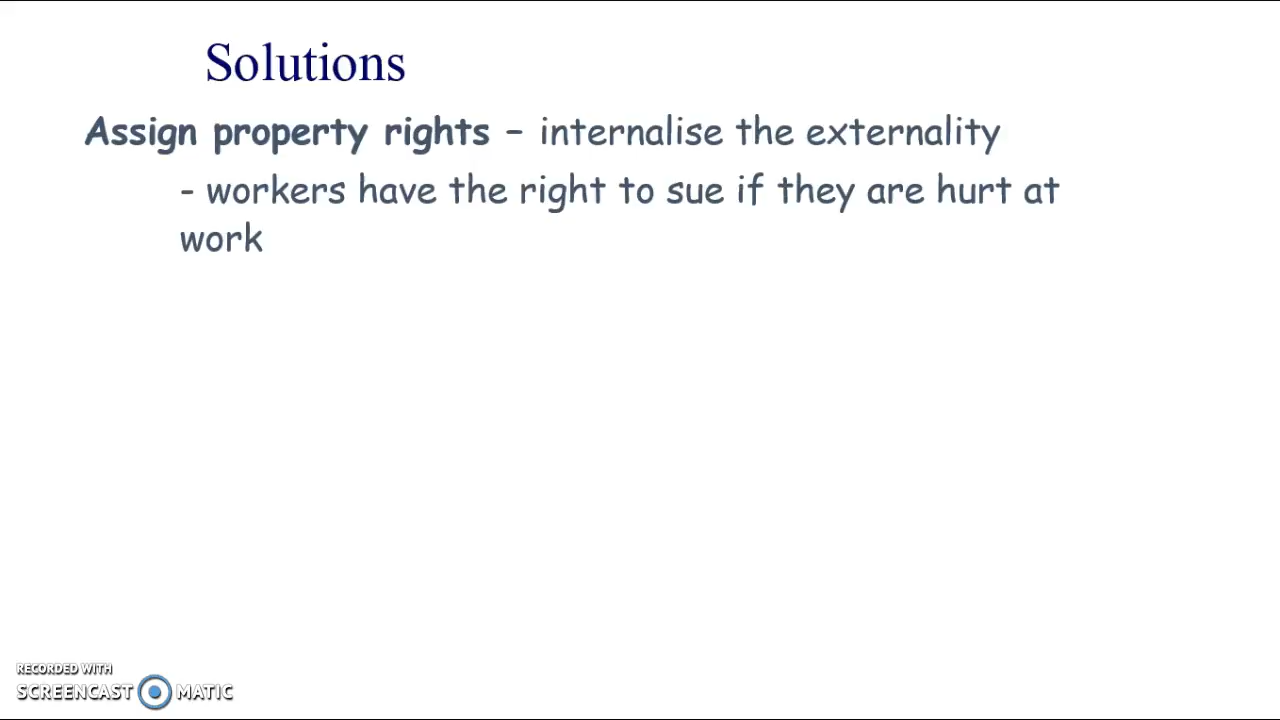 Solutions
Assign property rights – internalise the externality
- workers have the right to sue if they are hurt at
work
RECORDED WITH
SCREENCAST MATIC